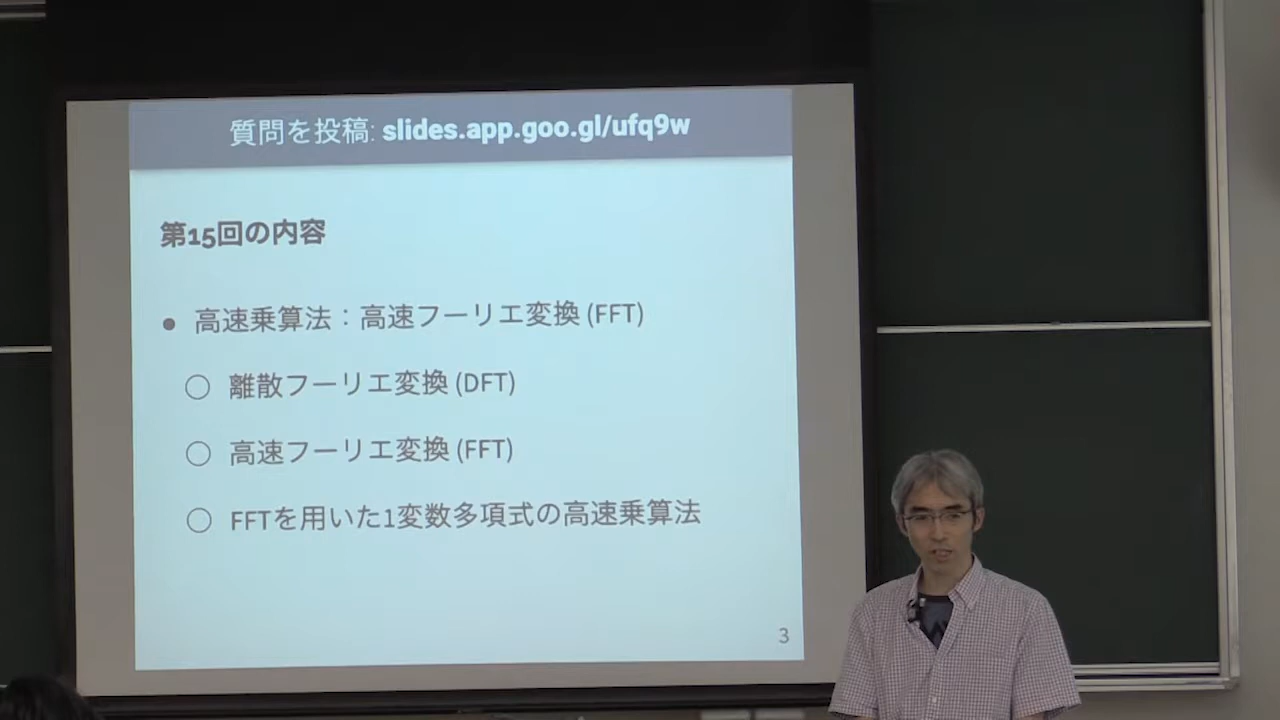 質問を投稿: slides.app.goo.gl/ufq9w
第15回の内容
● 高速乗算法：高速フーリエ変換 (FFT)
○ 離散フーリエ変換 (DFT)
○ 高速フーリエ変換 (FFT)
○ FFTを用いた1変数多項式の高速乗算法
3